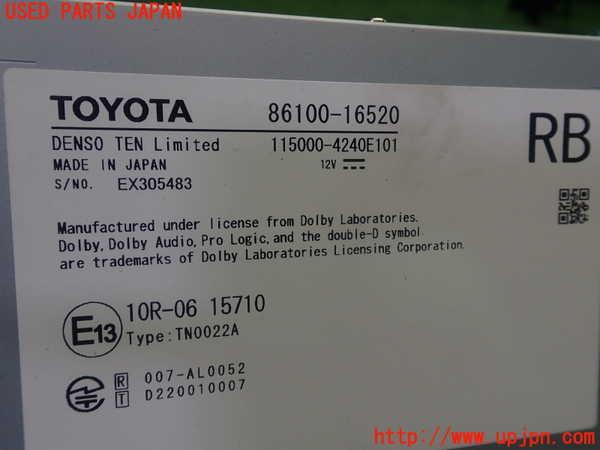 USED PARTS JAPAN
TOYOTA 86100-16520
DENSO TEN Limited 115000-4240E101
RB
MADE IN JAPAN 12V
S/NO. EX305483
Manufactured under license from Dolby Laboratories.
Dolby, Dolby Audio, Pro Logic, and the double-D symbol
are trademarks of Dolby Laboratories Licensing Corporation.
E13 10R-06 15710
Type: TN0022A
R 007-AL0052
T D220010007
http://www.upjpn.com